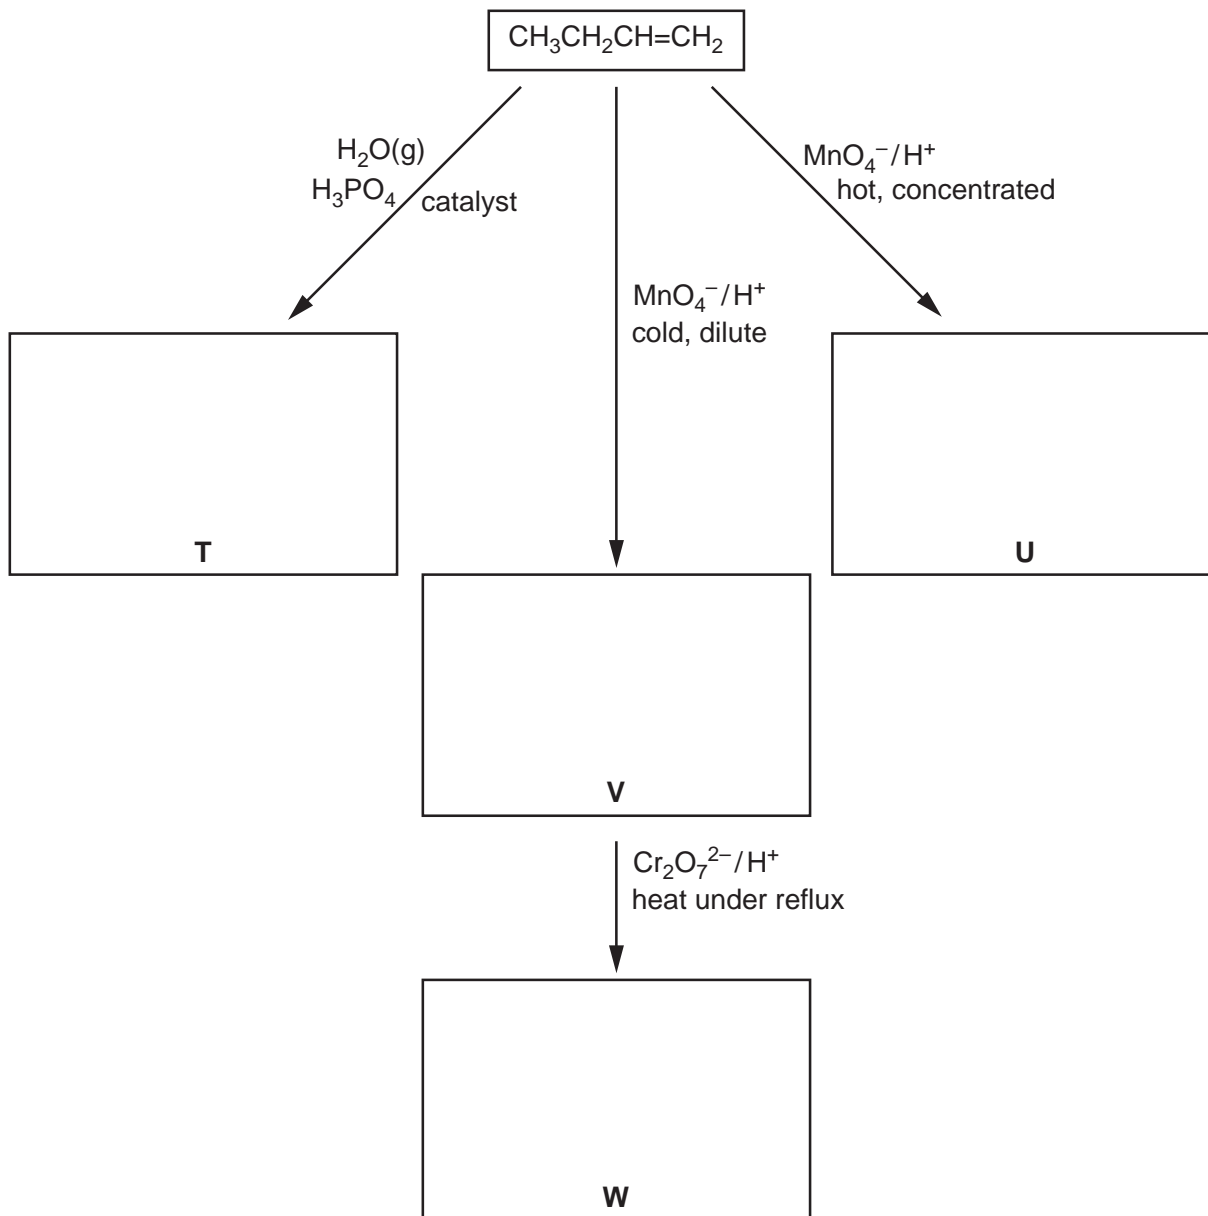 CH₃CH₂CH=CH₂
H₂O(g)
H₃PO₄ catalyst
MnO₄⁻/H⁺
hot, concentrated
MnO₄⁻/H⁺
cold, dilute
T
U
V
Cr₂O₇²⁻/H⁺
heat under reflux
W